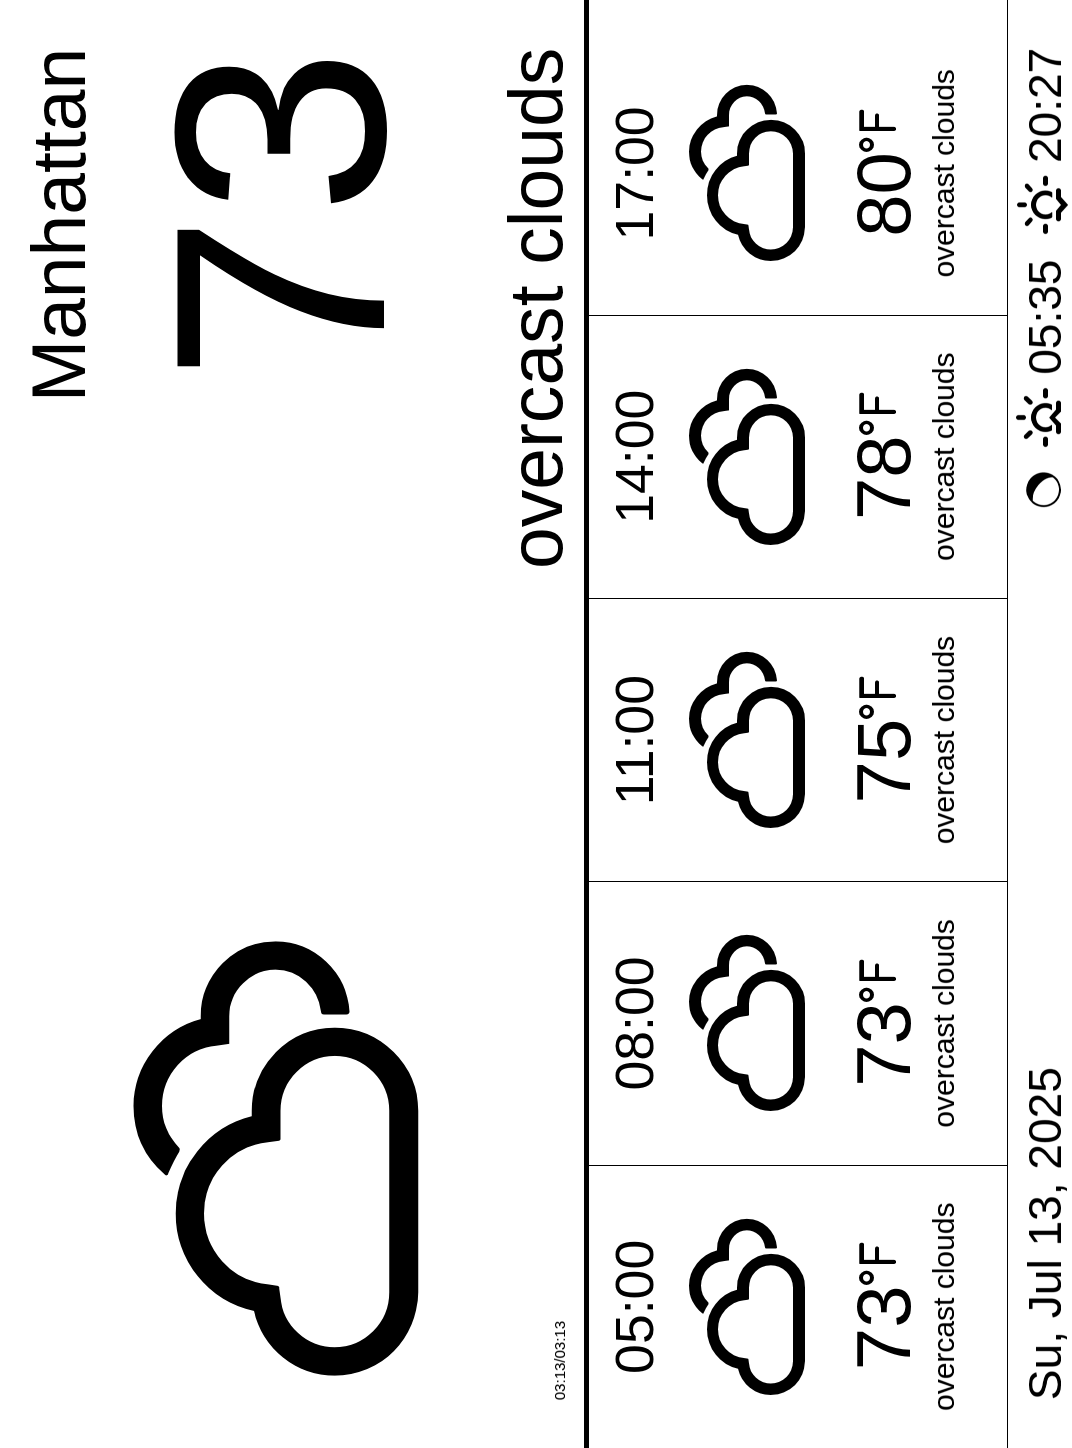 Manhattan
73
overcast clouds
03:13/03:13
05:00 08:00 11:00 14:00 17:00
73°F 73°F 75°F 78°F 80°F
overcast clouds overcast clouds overcast clouds overcast clouds overcast clouds
Su, Jul 13, 2025 05:35 20:27